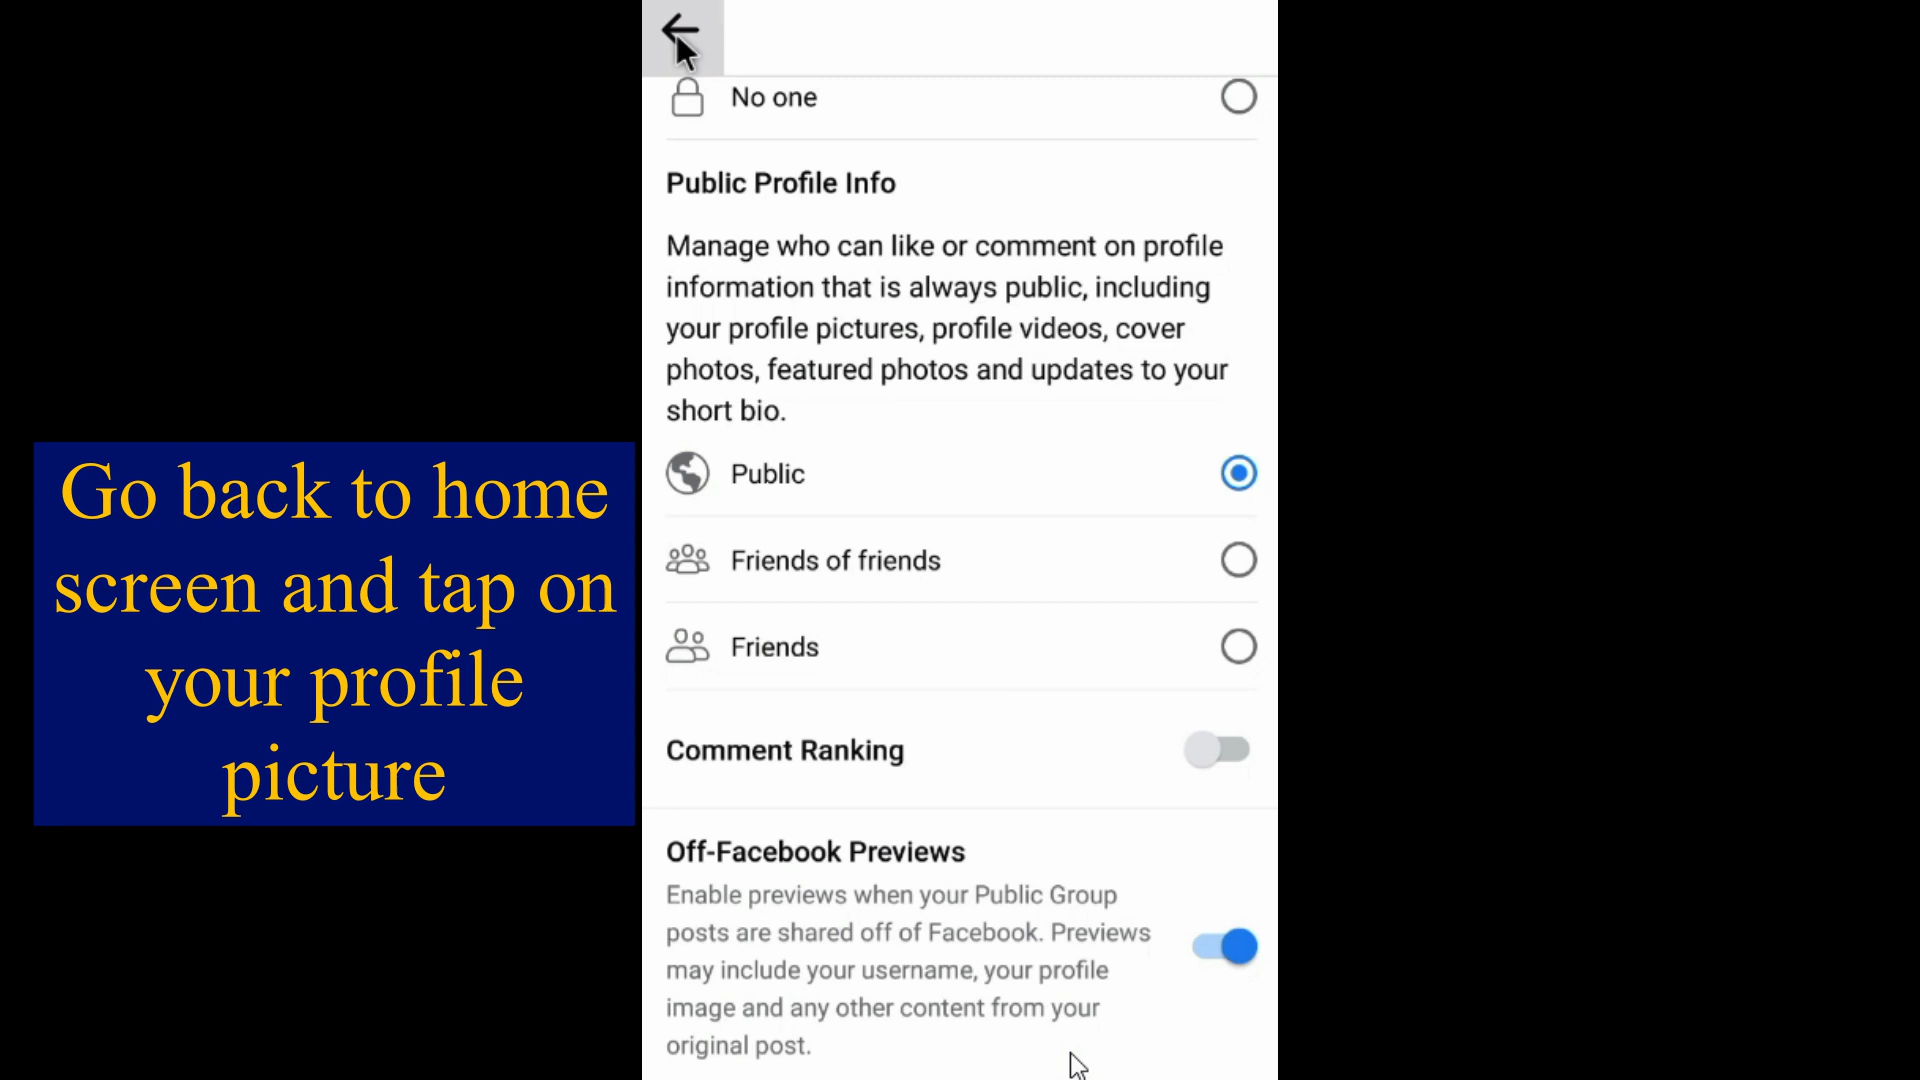 Go back to home
screen and tap on
your profile
picture
No one
Public Profile Info
Manage who can like or comment on profile
information that is always public, including
your profile pictures, profile videos, cover
photos, featured photos and updates to your
short bio.
Public
Friends of friends
Friends
Comment Ranking
Off-Facebook Previews
Enable previews when your Public Group
posts are shared off of Facebook. Previews
may include your username, your profile
image and any other content from your
original post.